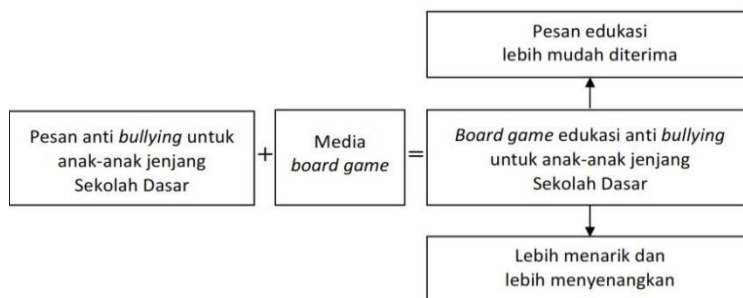 Pesan edukasi
lebih mudah diterima
Pesan anti bullying untuk
anak-anak jenjang
Sekolah Dasar
+
Media
board game
=
Board game edukasi anti bullying
untuk anak-anak jenjang
Sekolah Dasar
Lebih menarik dan
lebih menyenangkan